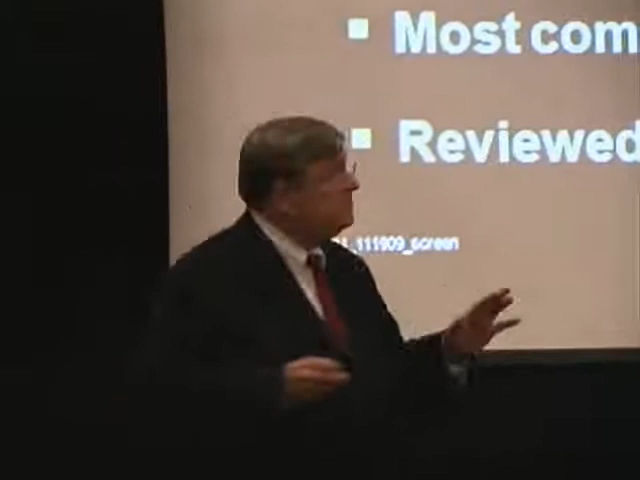 ▪ Most com
▪ Reviewed
_111909_screen